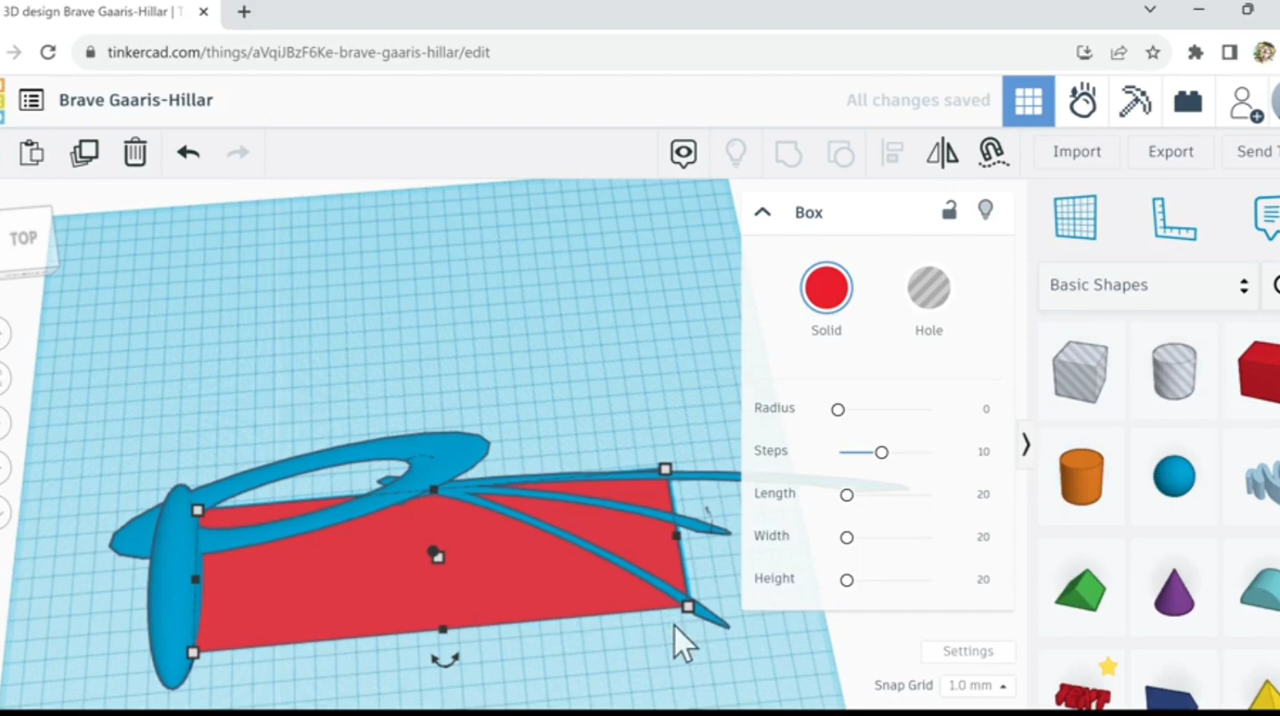 3D design Brave Gaaris-Hillar | T
tinkercad.com/things/aVqiJBzF6Ke-brave-gaaris-hillar/edit
Brave Gaaris-Hillar
All changes saved
Import
Export
Send T
TOP
Box
Solid
Hole
Radius 0
Steps 10
Length 20
Width 20
Height 20
Basic Shapes
Settings
Snap Grid 1.0 mm
TEXT